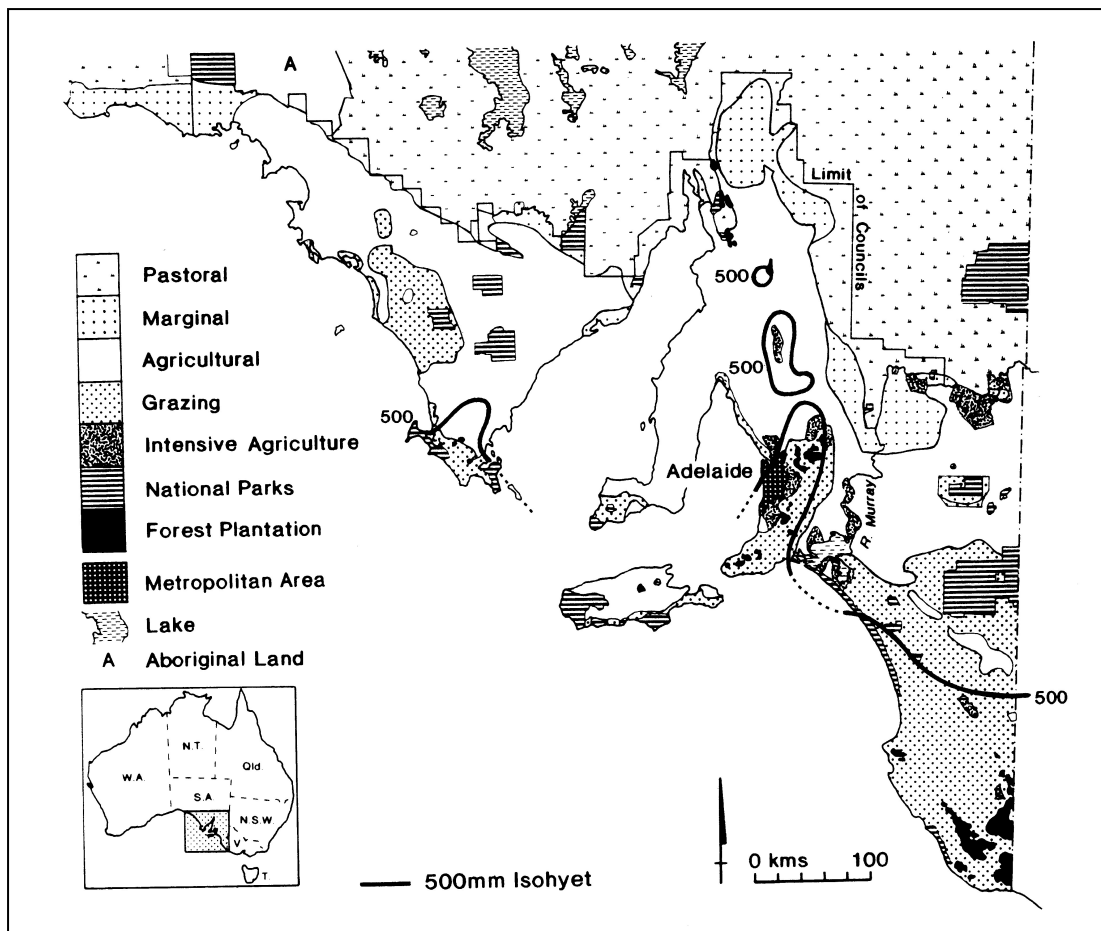 A
Limit
of Councils
500
500
500
Adelaide
R. Murray
500
Pastoral
Marginal
Agricultural
Grazing
Intensive Agriculture
National Parks
Forest Plantation
Metropolitan Area
Lake
A Aboriginal Land
W.A.
N.T.
Qld.
S.A.
N.S.W
V.
T.
500mm Isohyet
0 kms 100